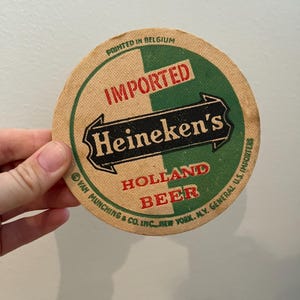 PRINTED IN BELGIUM
IMPORTED
Heineken's
HOLLAND
BEER
© VAN MUNCHING & CO. INC., NEW YORK, N.Y. GENERAL U.S. IMPORTERS